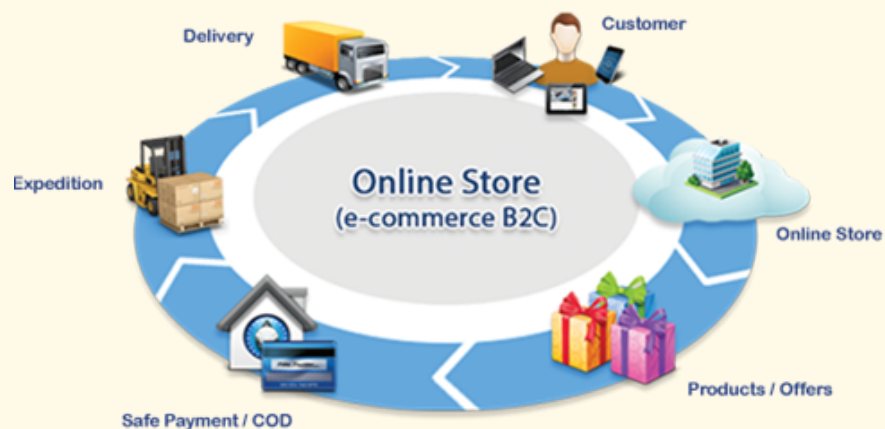 Delivery
Customer
Expedition
Online Store
(e-commerce B2C)
Online Store
Products / Offers
Safe Payment / COD